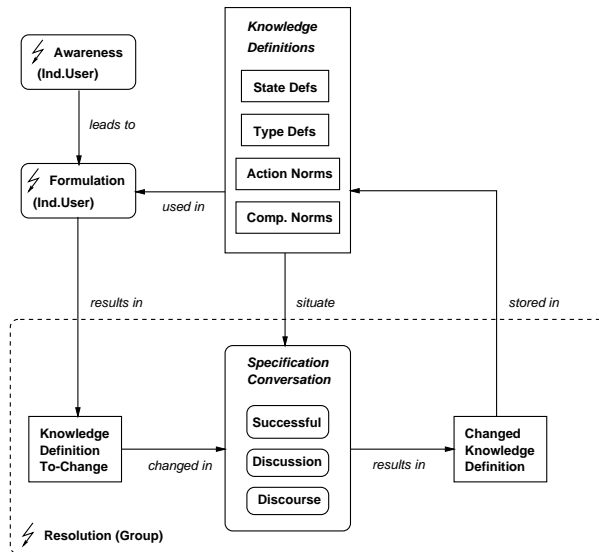 Knowledge
Definitions
Awareness
(Ind.User)
State Defs
leads to
Type Defs
Formulation
(Ind.User)
Action Norms
used in
Comp. Norms
results in
situate
stored in
Specification
Conversation
Successful
Knowledge
Definition
To-Change
changed in
Discussion
results in
Changed
Knowledge
Definition
Discourse
Resolution (Group)